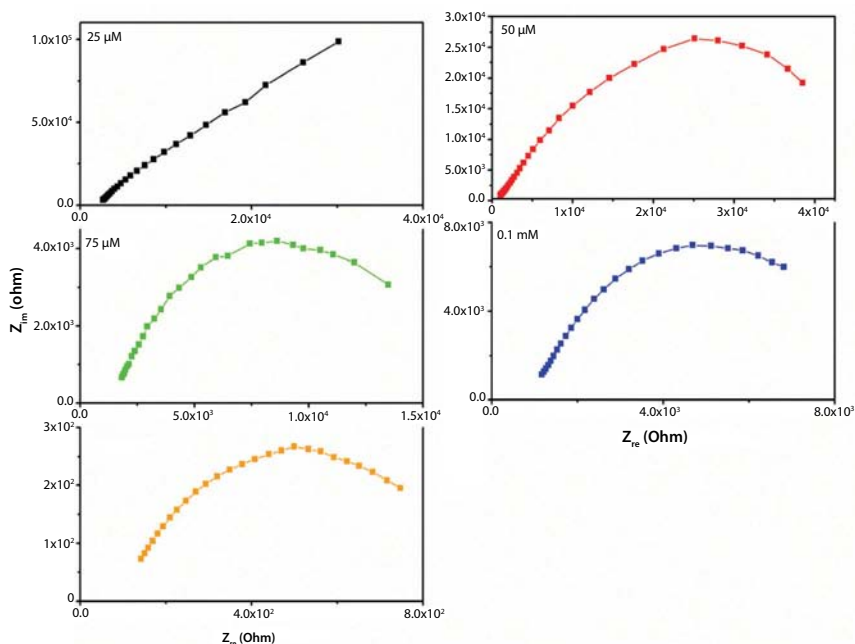 25 µM
1.0x10⁵
5.0x10⁴
0.0
0.0
2.0x10⁴
4.0x10⁴
50 µM
3.0x10⁴
2.5x10⁴
2.0x10⁴
1.5x10⁴
1.0x10⁴
5.0x10³
0.0
0
1x10⁴
2x10⁴
3x10⁴
4x10⁴
75 µM
4.0x10³
2.0x10³
0.0
0.0
5.0x10³
1.0x10⁴
1.5x10⁴
Z_im (ohm)
0.1 mM
8.0x10³
4.0x10³
0.0
0.0
4.0x10³
8.0x10³
Z_re (Ohm)
3x10²
2x10²
1x10²
0
0.0
4.0x10²
8.0x10²
Z_re (Ohm)